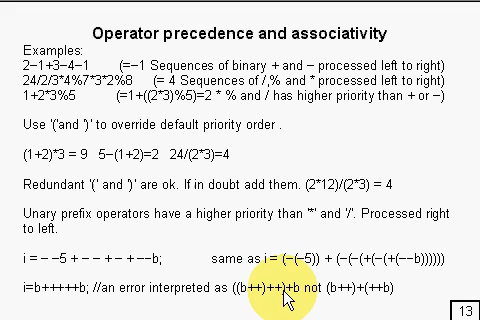 Operator precedence and associativity
Examples:
2−1+3−4−1 (=−1 Sequences of binary + and − processed left to right)
24/2/3*4%7*3*2%8 (= 4 Sequences of /,% and * processed left to right)
1+2*3%5 (=1+((2*3)%5)=2 * % and / has higher priority than + or −)
Use '('and ')' to override default priority order .
(1+2)*3 = 9 5−(1+2)=2 24/(2*3)=4
Redundant '(' and ')' are ok. If in doubt add them. (2*12)/(2*3) = 4
Unary prefix operators have a higher priority than '*' and '/'. Processed right
to left.
i = − −5 + − − + − + −−b; same as i = (−(−5)) + (−(−(+(−(+(−−b))))))
i=b+++++b; //an error interpreted as ((b++)++)+b not (b++)+(++b)
13